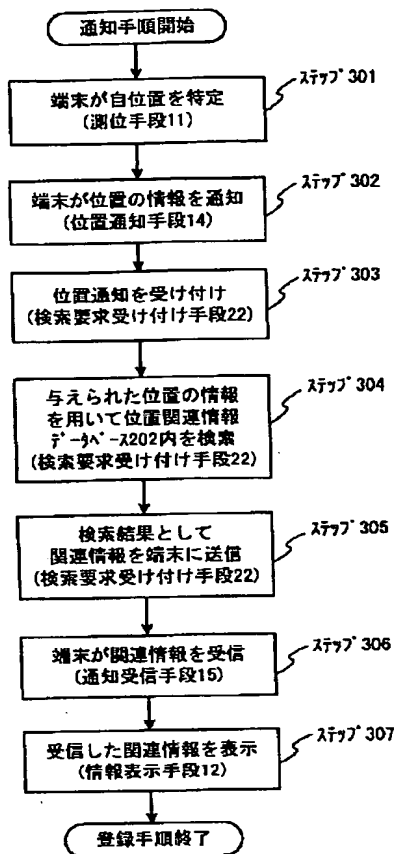 通知手順開始
ステップ301
端末が自位置を特定
(測位手段11)
ステップ302
端末が位置の情報を通知
(位置通知手段14)
ステップ303
位置通知を受け付け
(検索要求受け付け手段22)
ステップ304
与えられた位置の情報
を用いて位置関連情報
データベース202内を検索
(検索要求受け付け手段22)
ステップ305
検索結果として
関連情報を端末に送信
(検索要求受け付け手段22)
ステップ306
端末が関連情報を受信
(通知受信手段15)
ステップ307
受信した関連情報を表示
(情報表示手段12)
登録手順終了